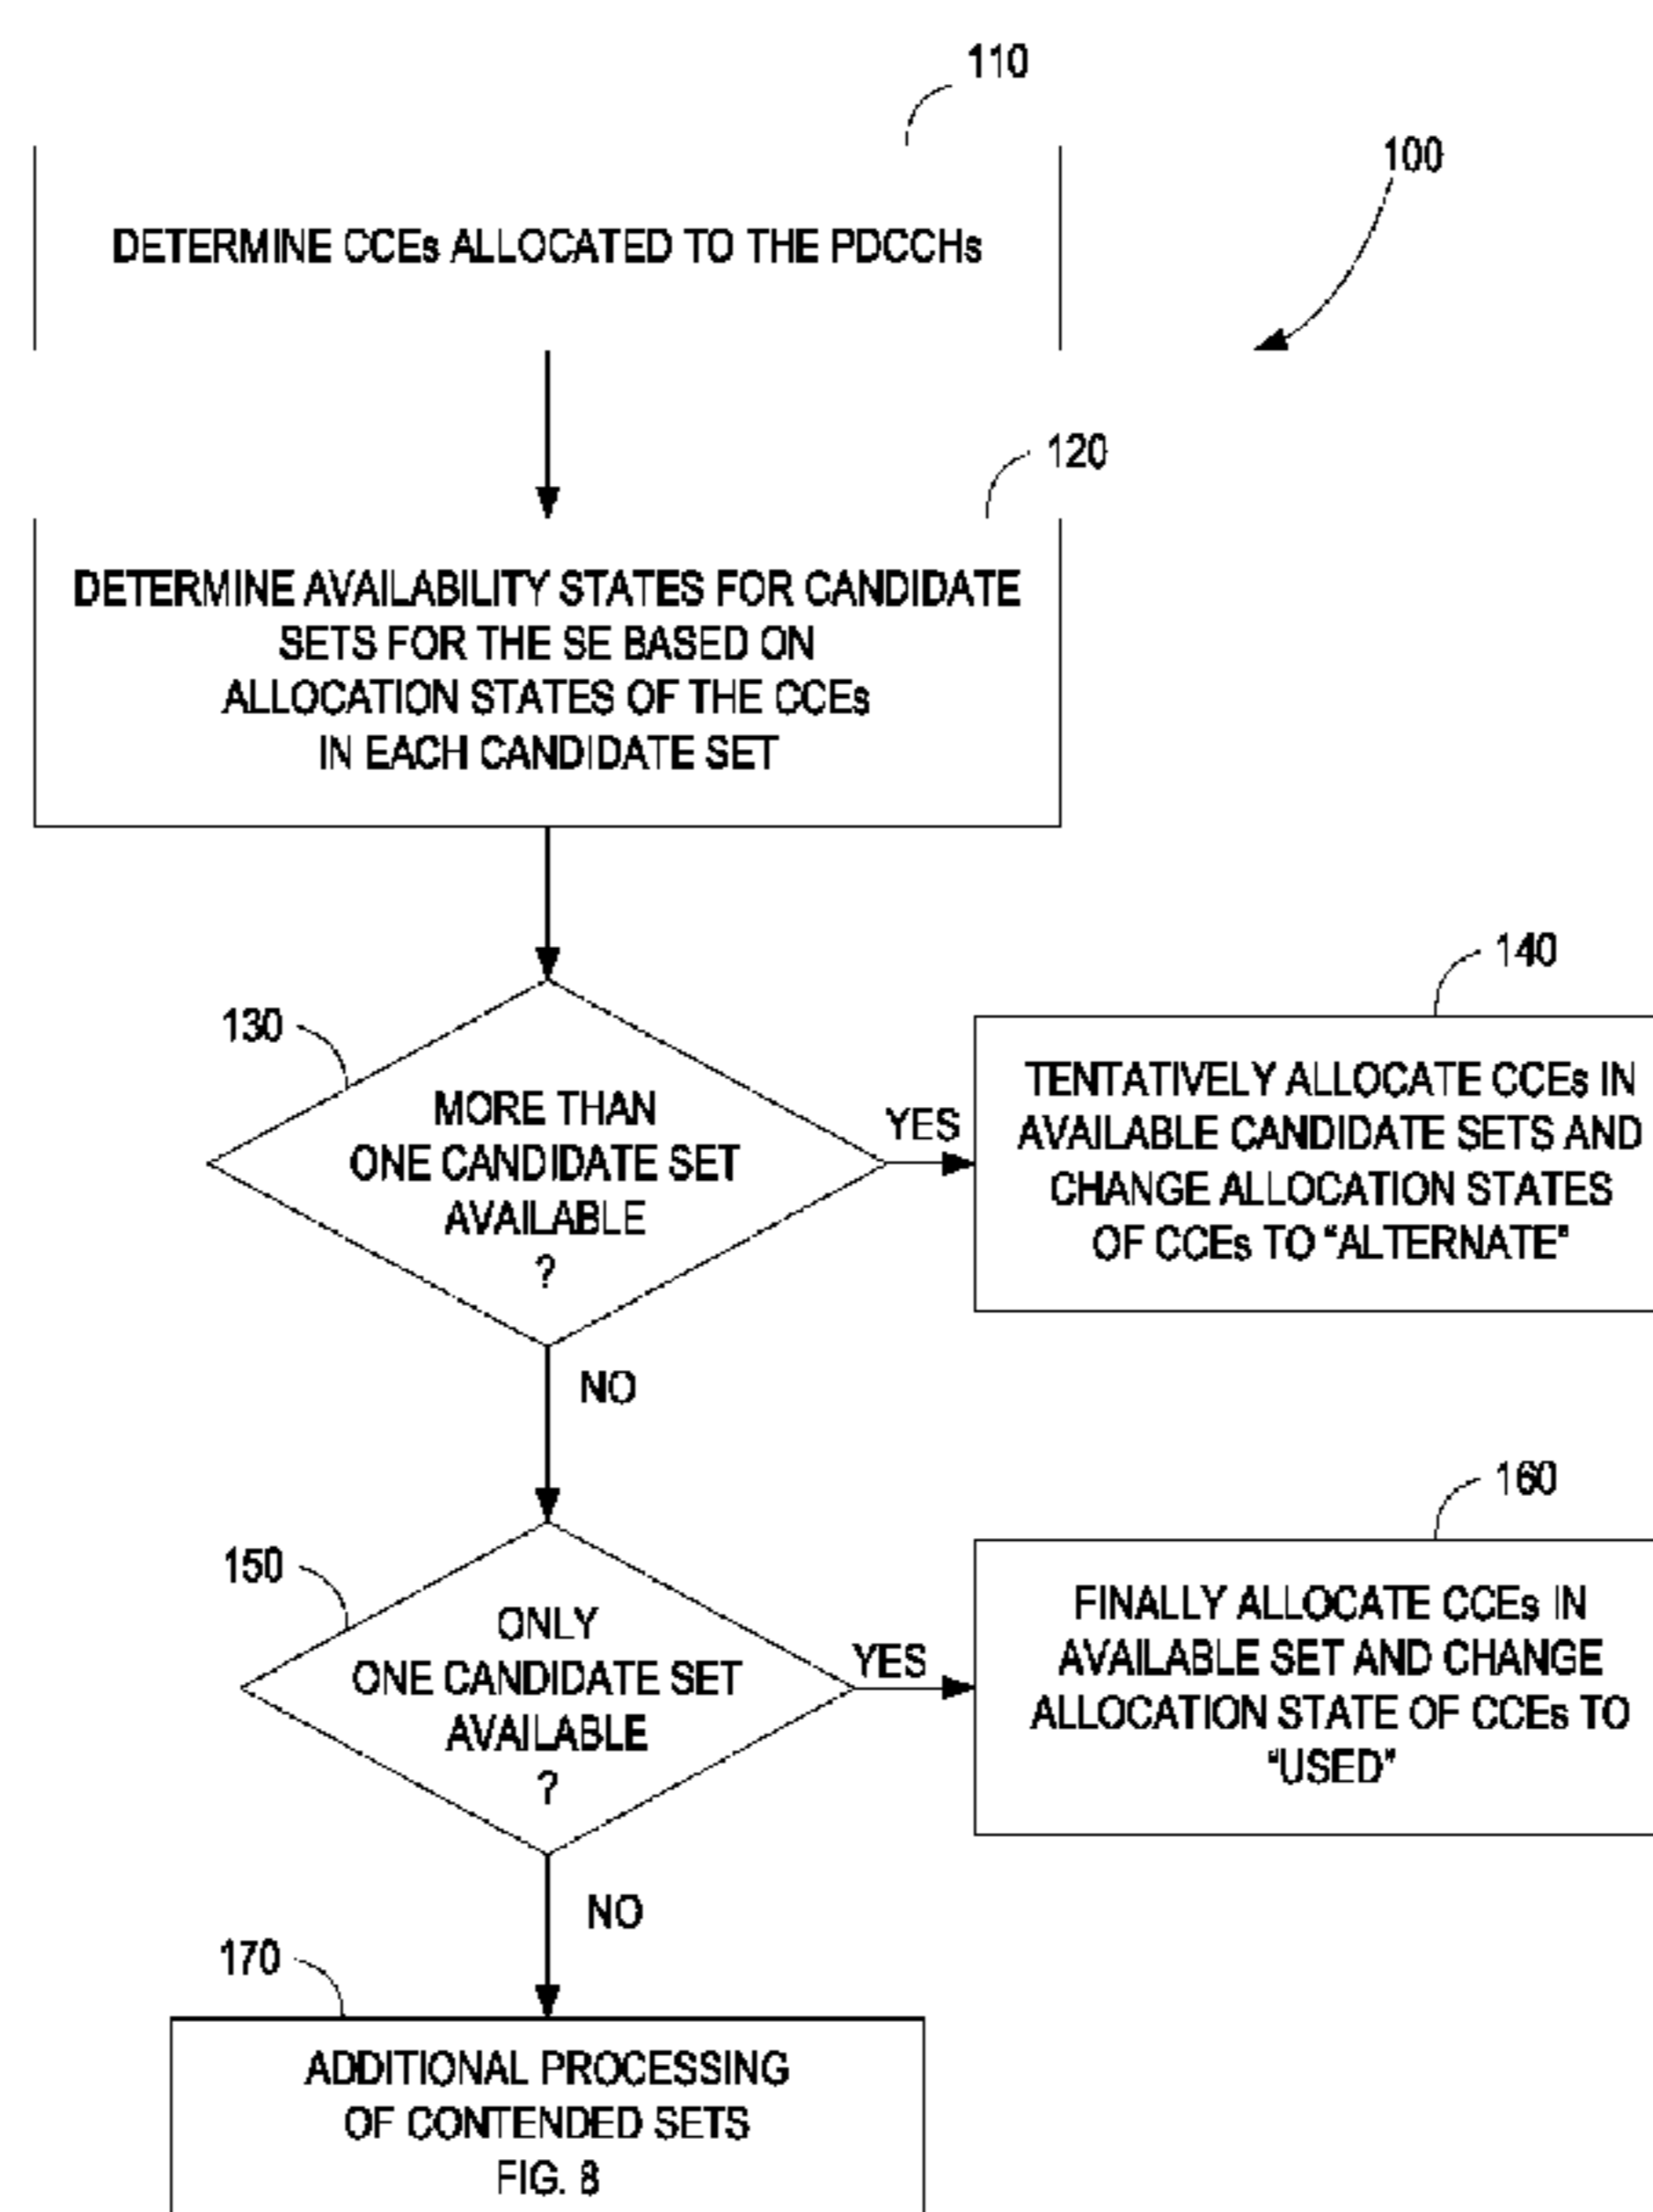 110
100
DETERMINE CCEs ALLOCATED TO THE PDCCHs
120
DETERMINE AVAILABILITY STATES FOR CANDIDATE
SETS FOR THE SE BASED ON
ALLOCATION STATES OF THE CCEs
IN EACH CANDIDATE SET
130
MORE THAN
ONE CANDIDATE SET
AVAILABLE
?
YES
140
TENTATIVELY ALLOCATE CCEs IN
AVAILABLE CANDIDATE SETS AND
CHANGE ALLOCATION STATES
OF CCEs TO "ALTERNATE"
NO
150
ONLY
ONE CANDIDATE SET
AVAILABLE
?
YES
160
FINALLY ALLOCATE CCEs IN
AVAILABLE SET AND CHANGE
ALLOCATION STATE OF CCEs TO
"USED"
NO
170
ADDITIONAL PROCESSING
OF CONTENDED SETS
FIG. 8